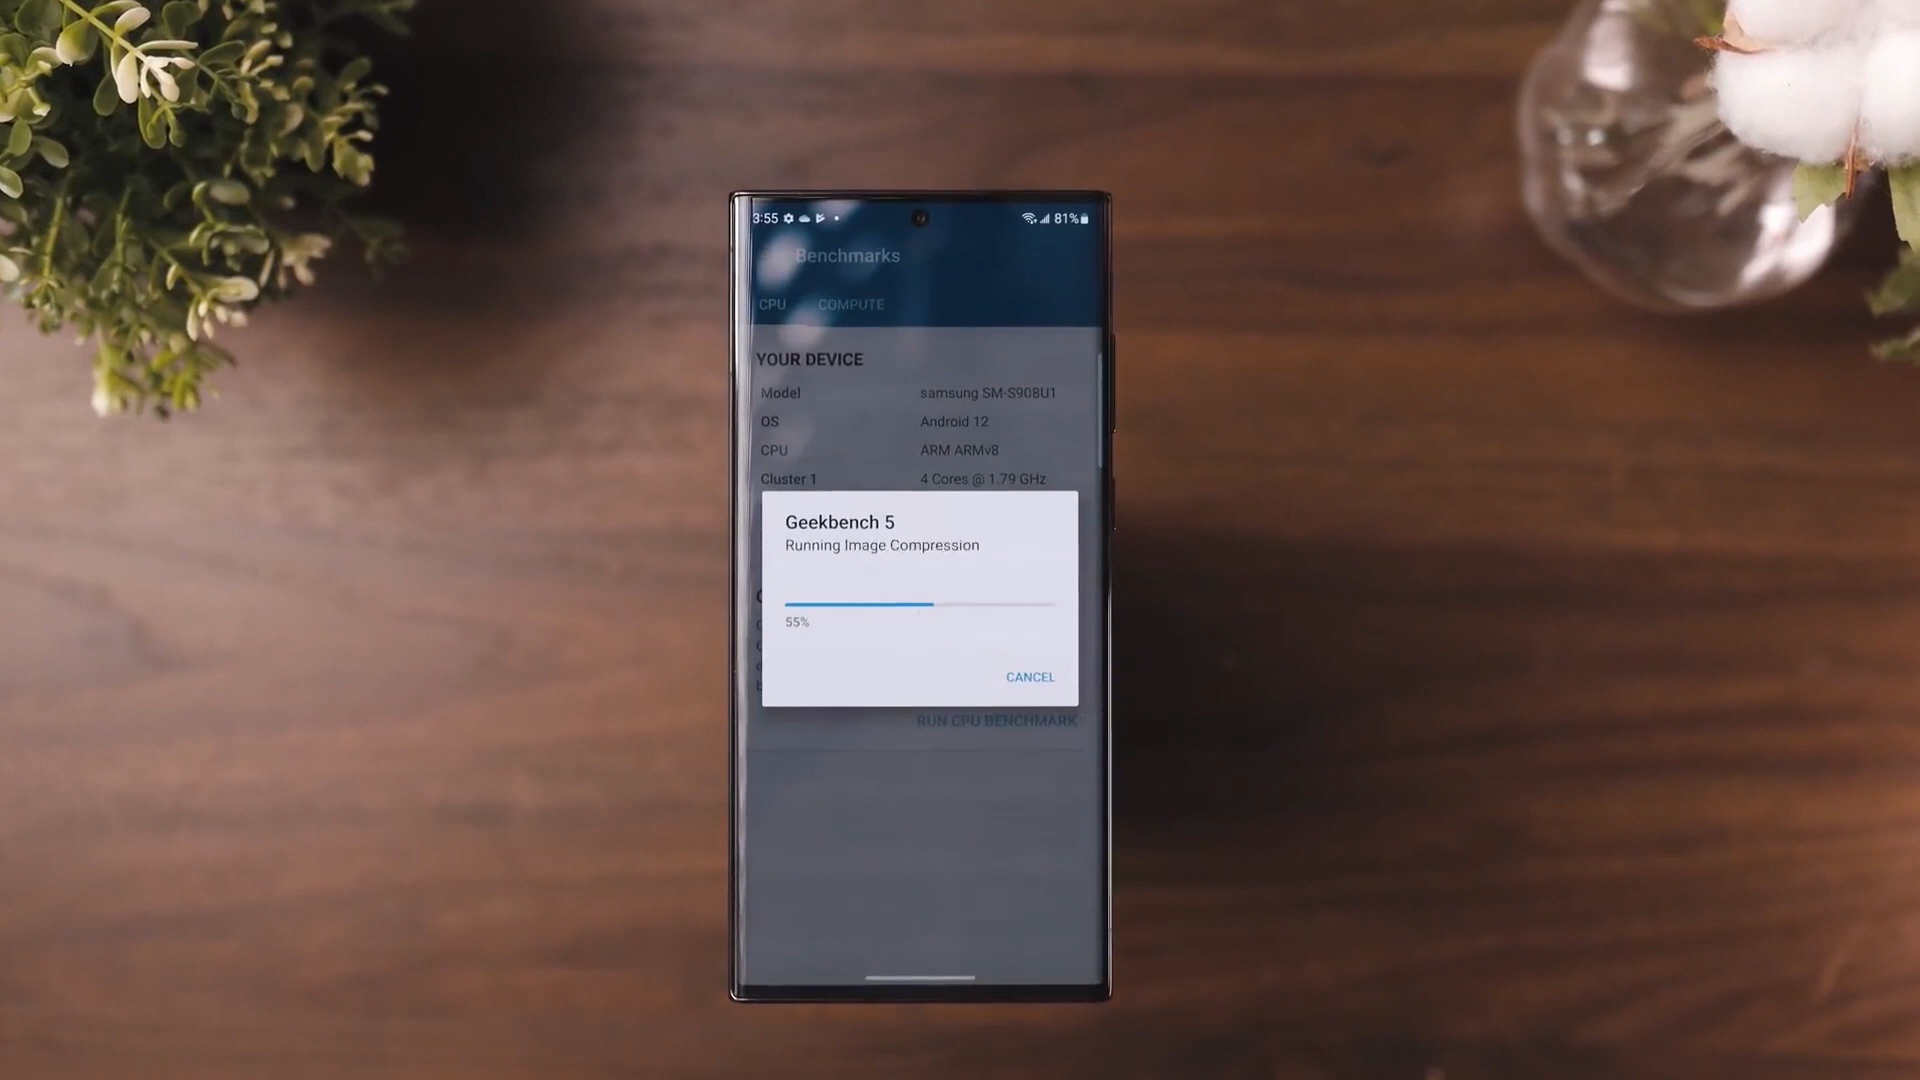 3:55 81%
Benchmarks
CPU COMPUTE
YOUR DEVICE
Model samsung SM-S908U1
OS Android 12
CPU ARM ARMv8
Cluster 1 4 Cores @ 1.79 GHz
Geekbench 5
Running Image Compression
55%
CANCEL
RUN CPU BENCHMARK